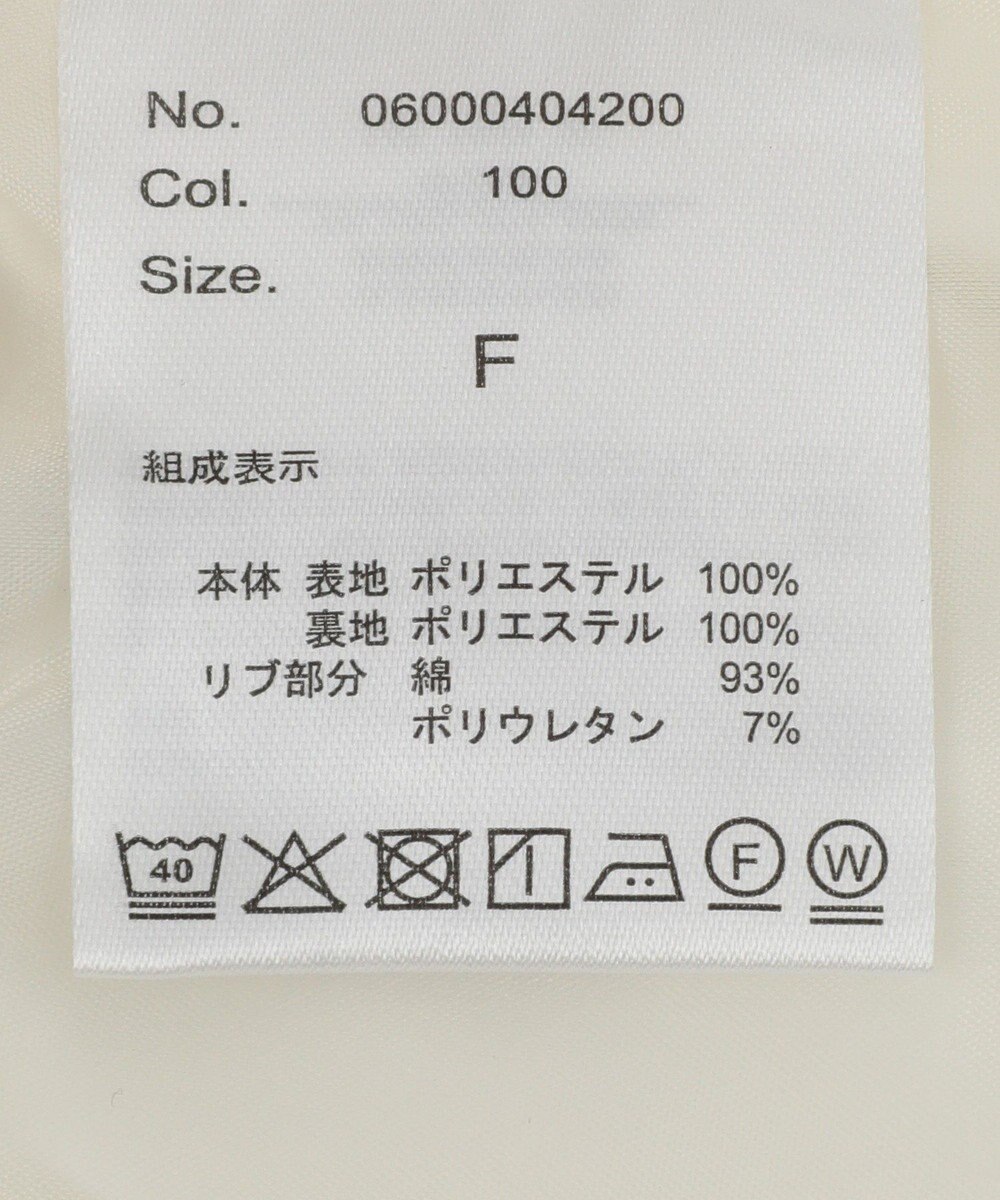 No. 06000404200
Col. 100
Size.
F
組成表示
本体 表地 ポリエステル 100%
裏地 ポリエステル 100%
リブ部分 綿 93%
ポリウレタン 7%
40 F W